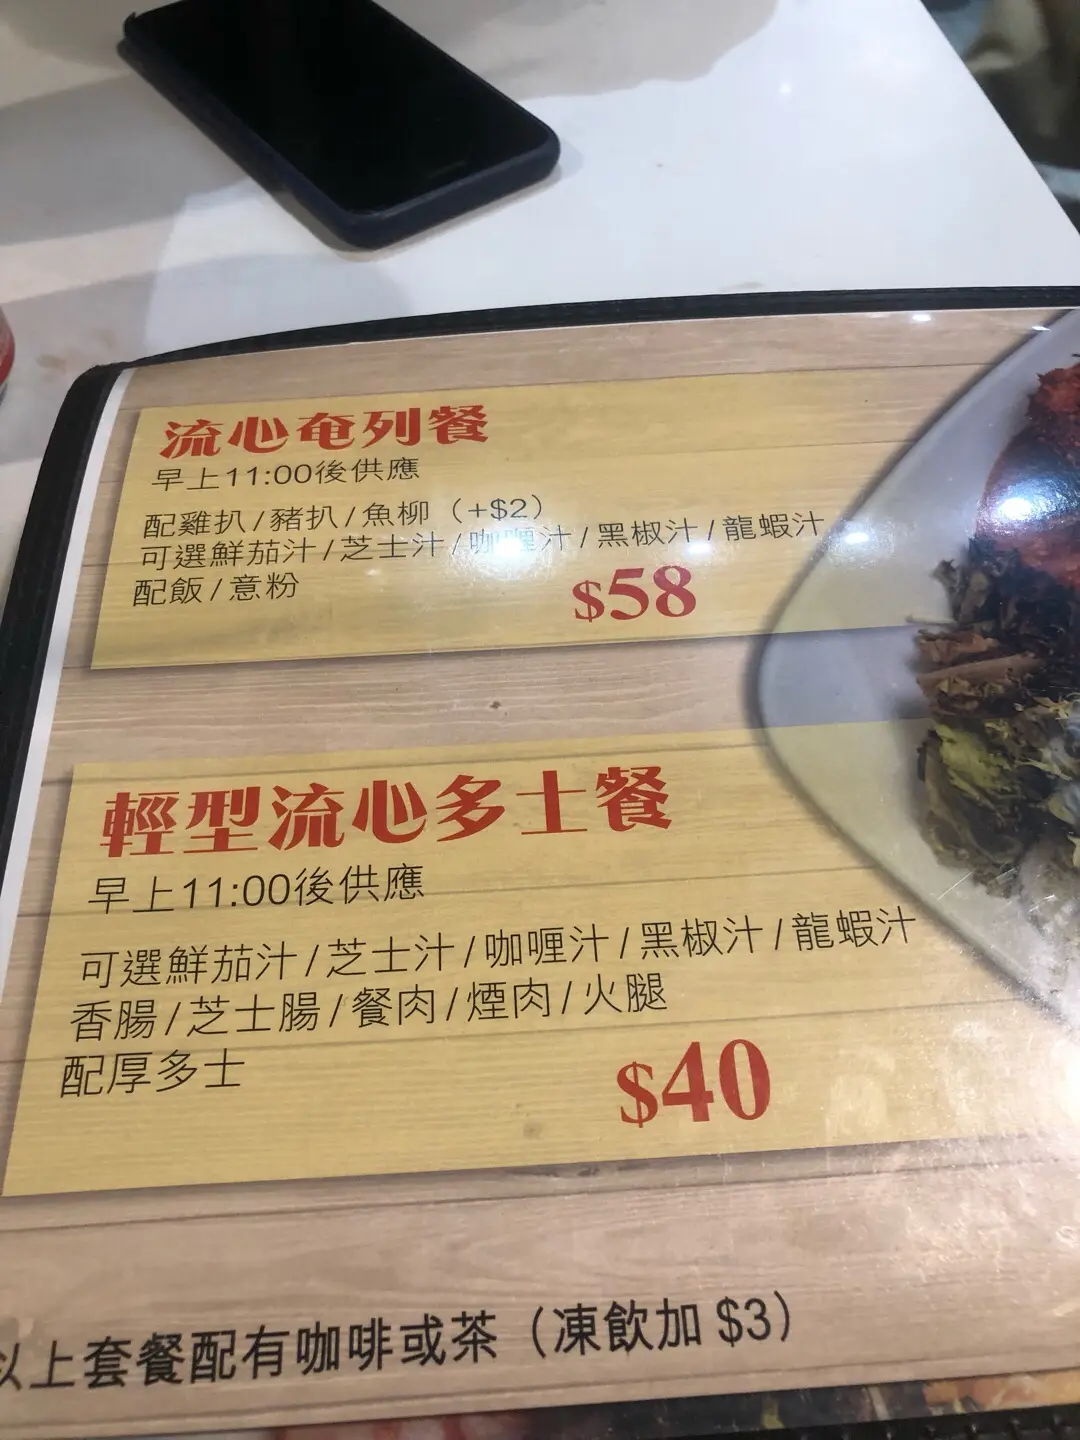 流心奄列餐
早上11:00後供應
配雞扒/豬扒/魚柳（+$2）
可選鮮茄汁/芝士汁/咖喱汁/黑椒汁/龍蝦汁
配飯/意粉
$58
輕型流心多士餐
早上11:00後供應
可選鮮茄汁/芝士汁/咖喱汁/黑椒汁/龍蝦汁
香腸/芝士腸/餐肉/煙肉/火腿
配厚多士
$40
以上套餐配有咖啡或茶（凍飲加 $3）